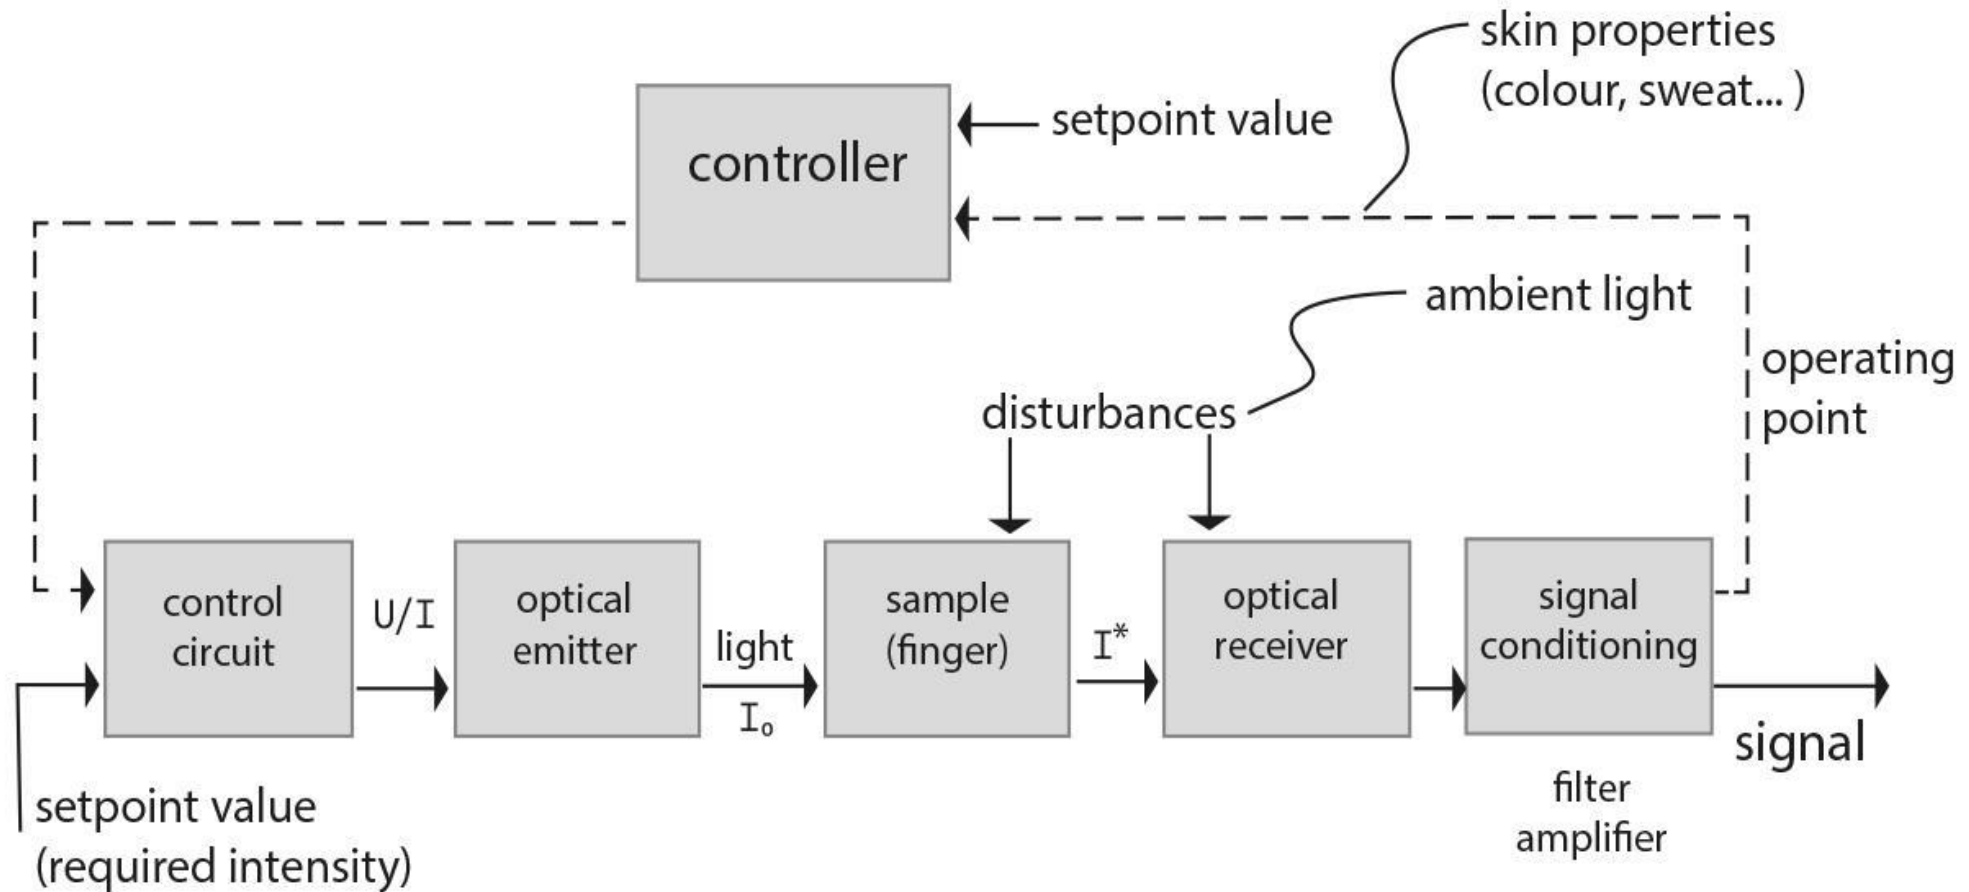 skin properties
(colour, sweat... )
setpoint value
controller
ambient light
operating
point
disturbances
control
circuit
U/I
optical
emitter
light
I₀
sample
(finger)
I*
optical
receiver
signal
conditioning
signal
filter
amplifier
setpoint value
(required intensity)